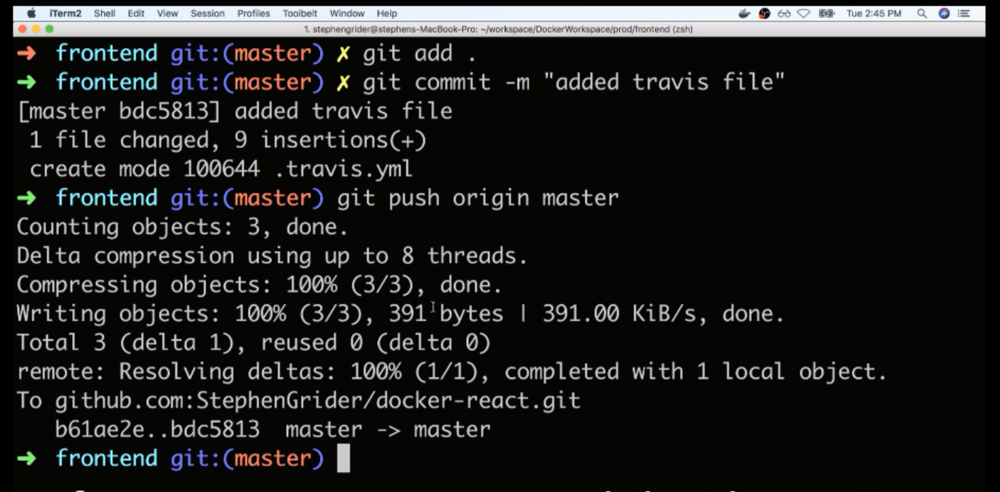 iTerm2 Shell Edit View Session Profiles Toolbelt Window Help Tue 2:45 PM
1. stephengrider@stephens-MacBook-Pro: ~/workspace/DockerWorkspace/prod/frontend (zsh)
→ frontend git:(master) ✗ git add .
→ frontend git:(master) ✗ git commit -m "added travis file"
[master bdc5813] added travis file
1 file changed, 9 insertions(+)
create mode 100644 .travis.yml
→ frontend git:(master) git push origin master
Counting objects: 3, done.
Delta compression using up to 8 threads.
Compressing objects: 100% (3/3), done.
Writing objects: 100% (3/3), 391 bytes | 391.00 KiB/s, done.
Total 3 (delta 1), reused 0 (delta 0)
remote: Resolving deltas: 100% (1/1), completed with 1 local object.
To github.com:StephenGrider/docker-react.git
b61ae2e..bdc5813 master -> master
→ frontend git:(master)